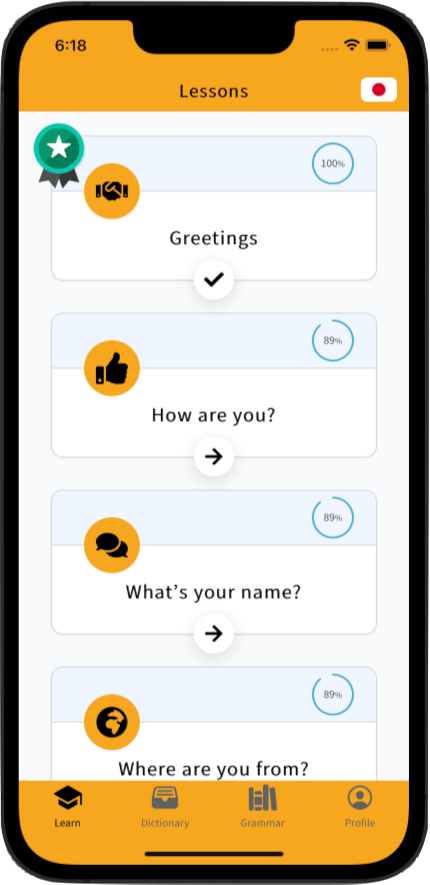 6:18
Lessons
100%
Greetings
89%
How are you?
89%
What’s your name?
89%
Where are you from?
Learn Dictionary Grammar Profile